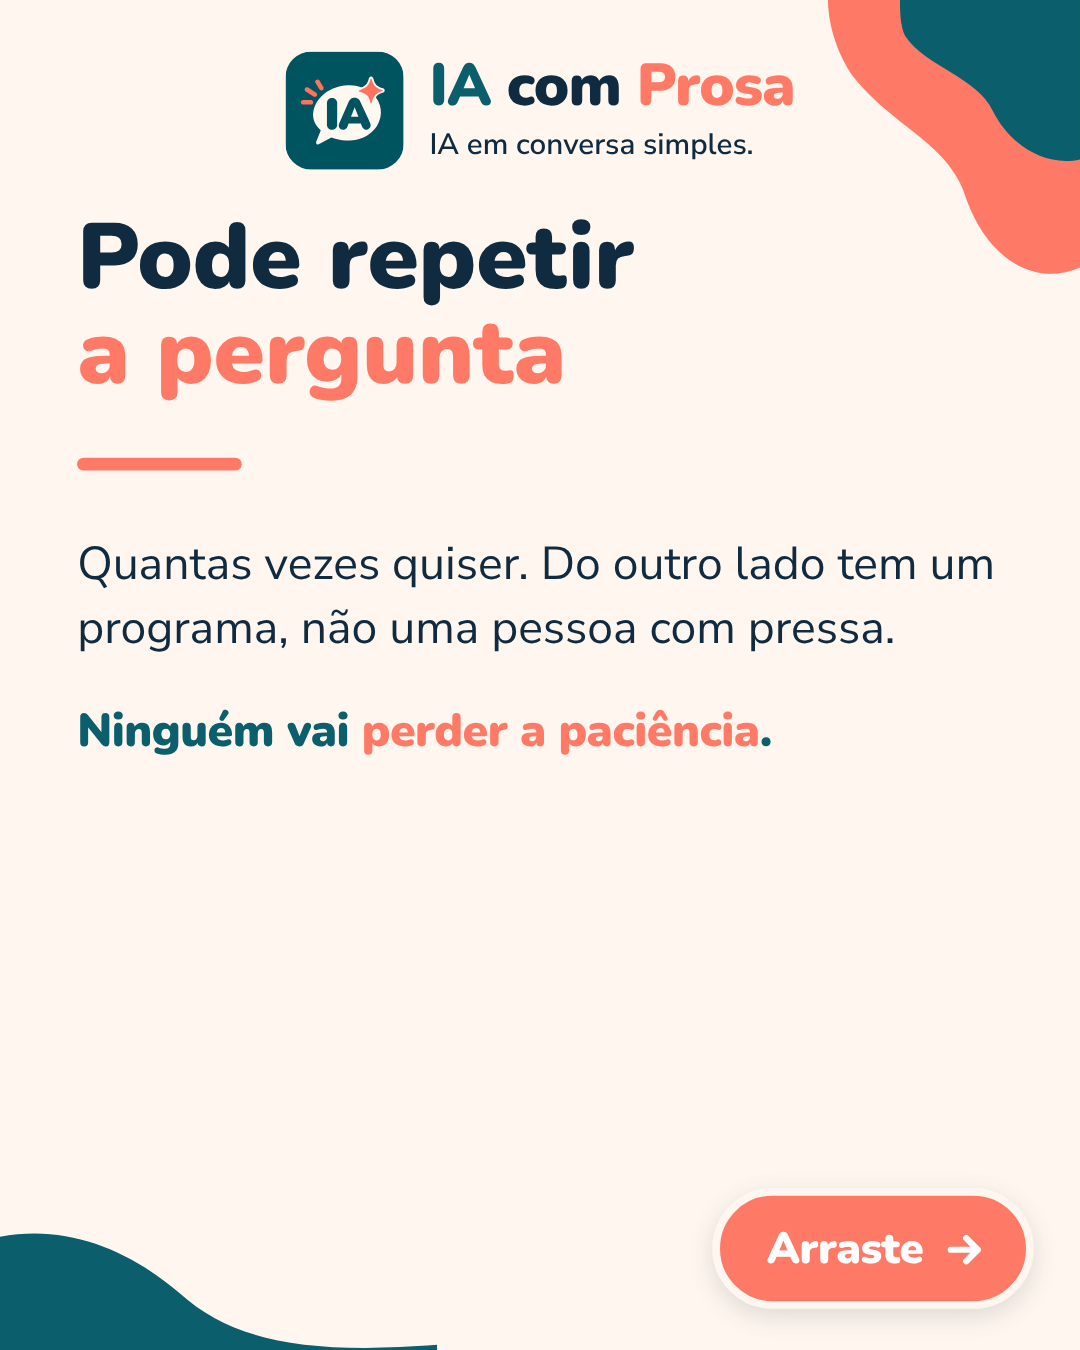 IA
IA com Prosa
IA em conversa simples.
Pode repetir
a pergunta
Quantas vezes quiser. Do outro lado tem um
programa, não uma pessoa com pressa.
Ninguém vai perder a paciência.
Arraste →